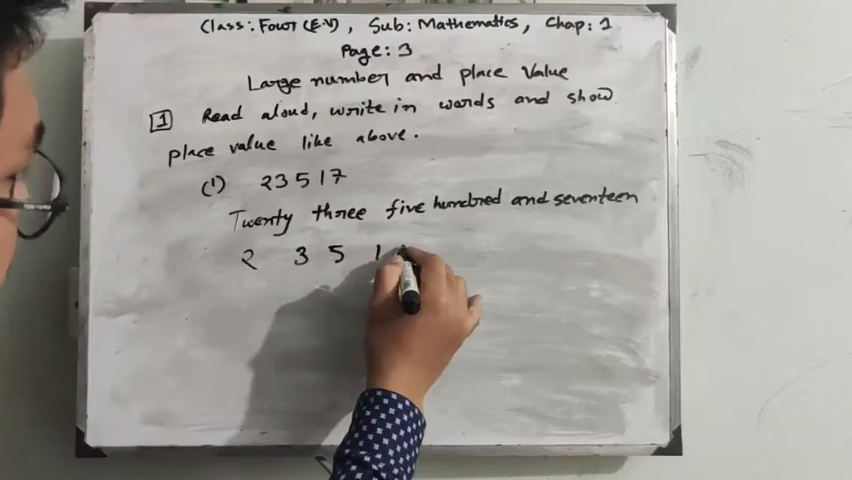 Class: Four (E.V), Sub: Mathematics, Chap: 1
Page: 3
Large number and place value
1 Read aloud, write in words and show
place value like above.
(1) 23517
Twenty three five hundred and seventeen
2 3 5 1